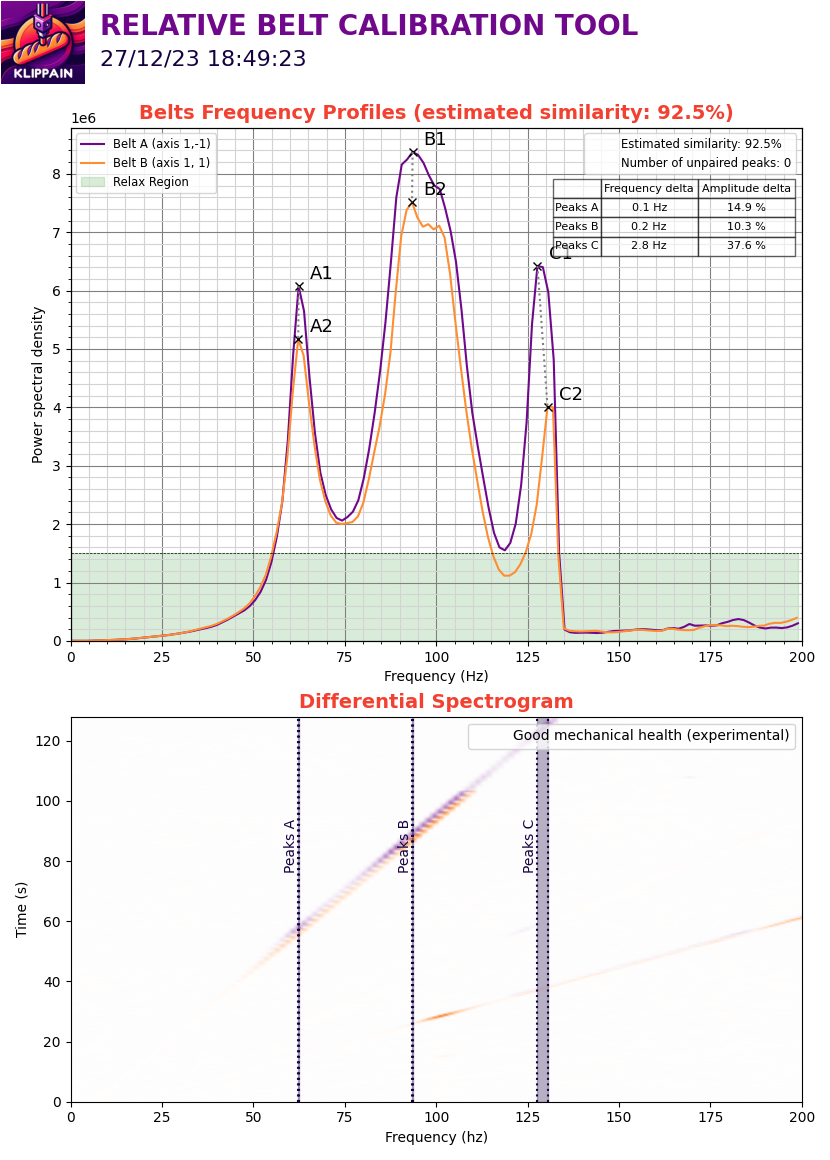 KLIPPAIN
RELATIVE BELT CALIBRATION TOOL
27/12/23 18:49:23
Belts Frequency Profiles (estimated similarity: 92.5%)
1e6
Belt A (axis 1,-1)
Belt B (axis 1, 1)
Relax Region
Estimated similarity: 92.5%
Number of unpaired peaks: 0
Frequency delta Amplitude delta
Peaks A 0.1 Hz 14.9 %
Peaks B 0.2 Hz 10.3 %
Peaks C 2.8 Hz 37.6 %
B1
B2
A1
A2
C1
C2
Power spectral density
8
7
6
5
4
3
2
1
0
0 25 50 75 100 125 150 175 200
Frequency (Hz)
Differential Spectrogram
Good mechanical health (experimental)
Peaks A
Peaks B
Peaks C
Time (s)
120
100
80
60
40
20
0
0 25 50 75 100 125 150 175 200
Frequency (hz)